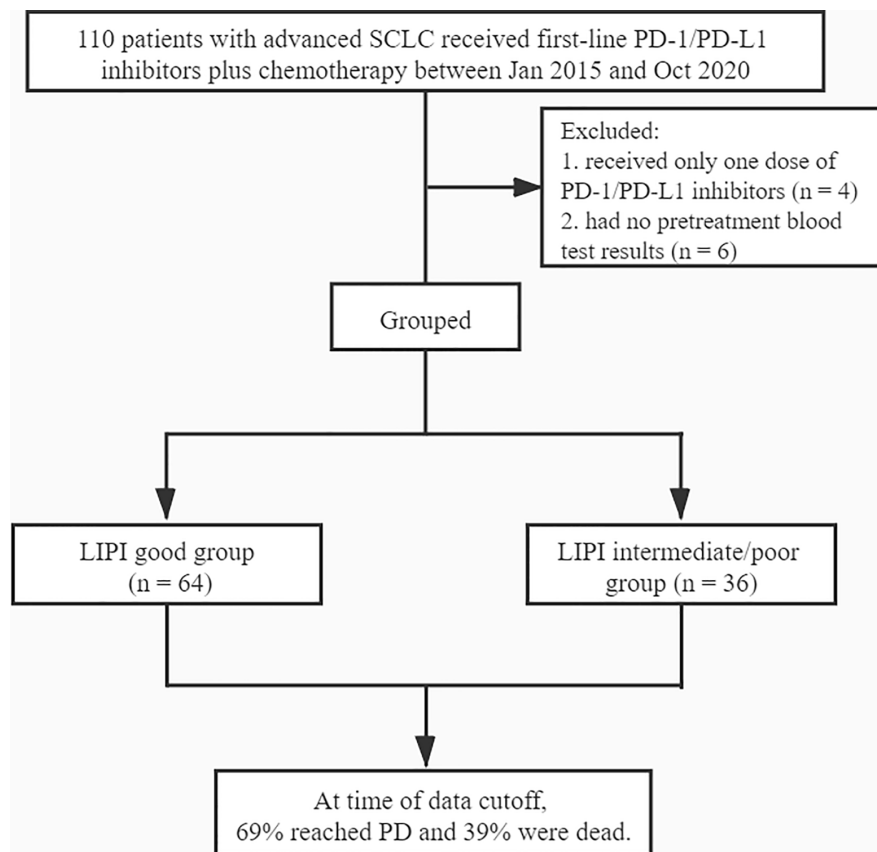 110 patients with advanced SCLC received first-line PD-1/PD-L1
inhibitors plus chemotherapy between Jan 2015 and Oct 2020
Excluded:
1. received only one dose of
PD-1/PD-L1 inhibitors (n = 4)
2. had no pretreatment blood
test results (n = 6)
Grouped
LIPI good group
(n = 64)
LIPI intermediate/poor
group (n = 36)
At time of data cutoff,
69% reached PD and 39% were dead.